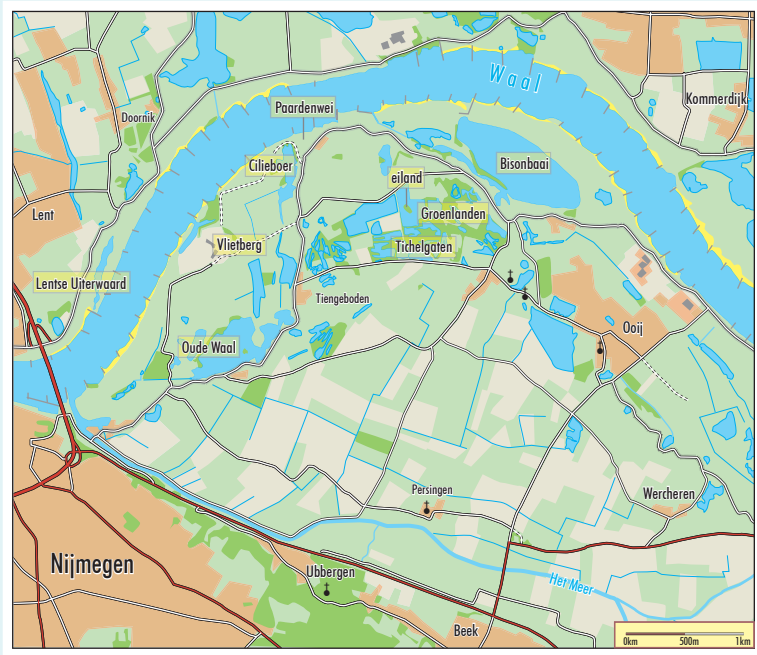 Waal
Kommerdijk
Paardenwei
Doornik
Cilieboer
Bisonbaai
eiland
Lent
Groenlanden
Vlietberg
Tichelgaten
Lentse Uiterwaard
Tiengeboden
Ooij
Oude Waal
Persingen
Wercheren
Nijmegen
Ubbergen
Het Meer
Beek
0km 500m 1km